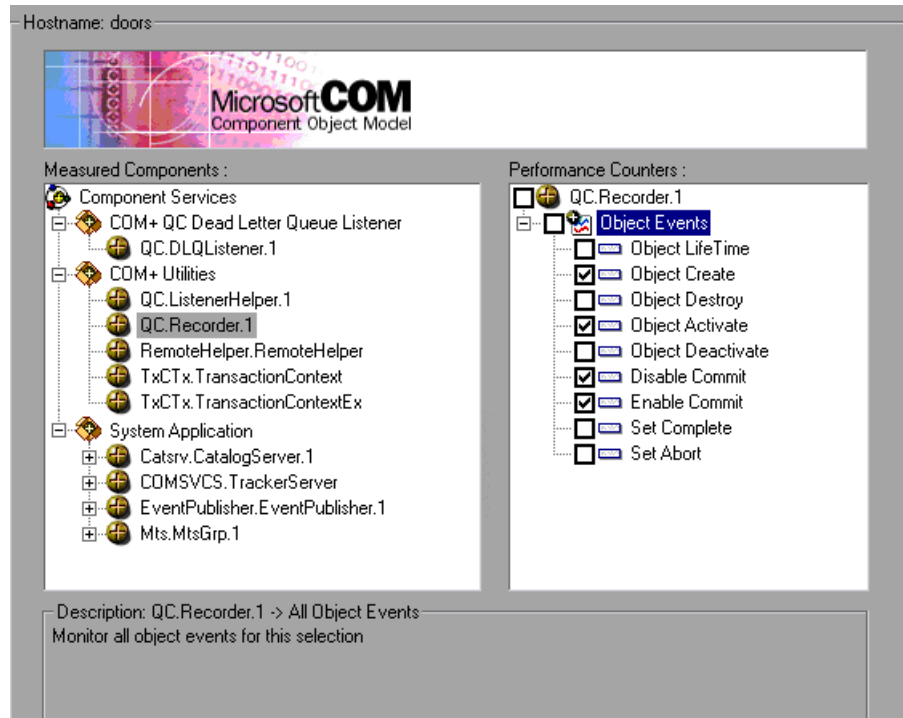 Hostname: doors
Microsoft COM
Component Object Model
Measured Components :
Component Services
COM+ QC Dead Letter Queue Listener
QC.DLQListener.1
COM+ Utilities
QC.ListenerHelper.1
QC.Recorder.1
RemoteHelper.RemoteHelper
TxCTx.TransactionContext
TxCTx.TransactionContextEx
System Application
Catsrv.CatalogServer.1
COMSVCS.TrackerServer
EventPublisher.EventPublisher.1
Mts.MtsGrp.1
Performance Counters :
QC.Recorder.1
Object Events
Object LifeTime
Object Create
Object Destroy
Object Activate
Object Deactivate
Disable Commit
Enable Commit
Set Complete
Set Abort
Description: QC.Recorder.1 -> All Object Events
Monitor all object events for this selection